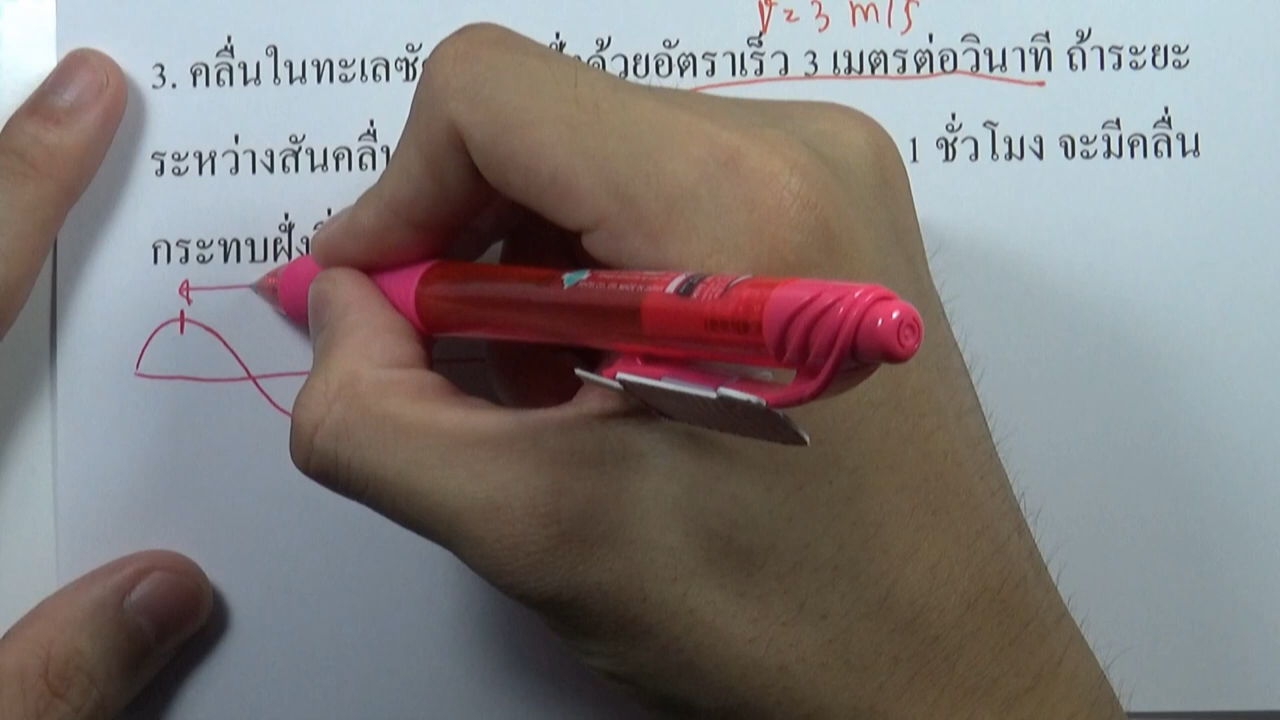 v = 3 m/s
3. คลื่นในทะเลซัด ด้วยอัตราเร็ว 3 เมตรต่อวินาที ถ้าระยะ
ระหว่างสันคลื่น 1 ชั่วโมง จะมีคลื่น
กระทบฝั่ง